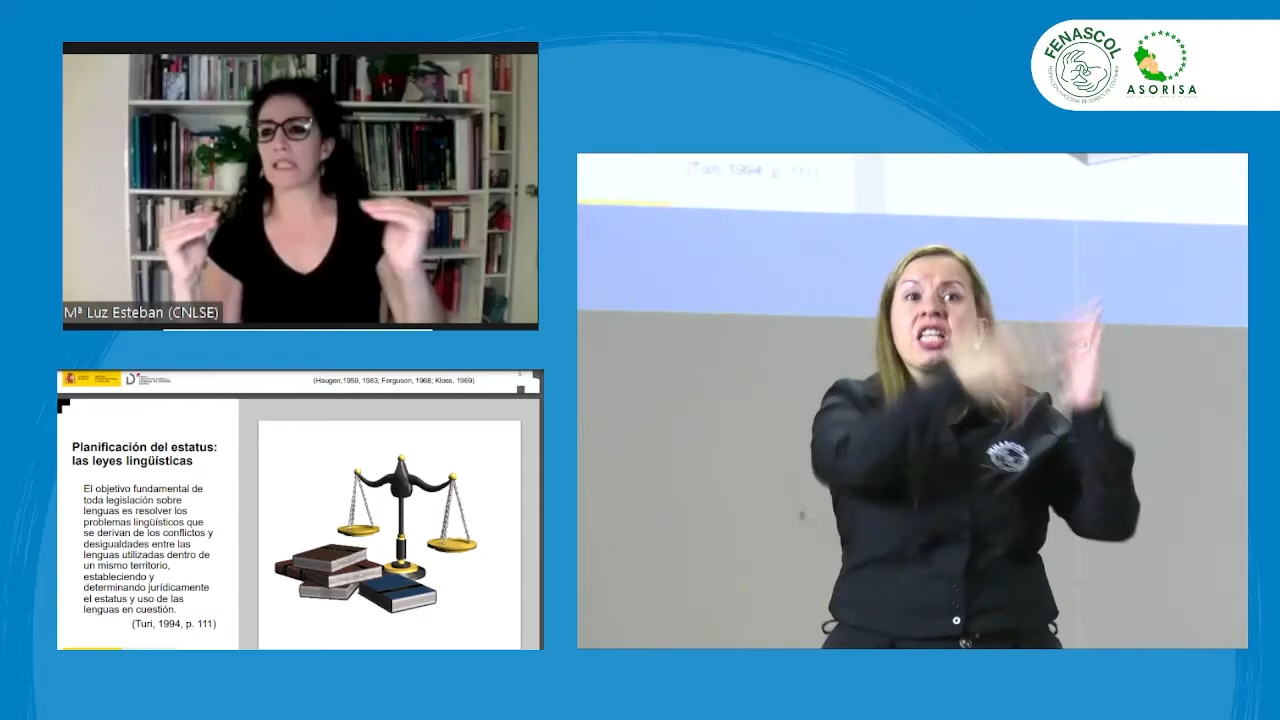 FENASCOL
ASORISA
Mª Luz Esteban (CNLSE)
(Haugen,1959, 1983; Ferguson, 1968; Kloss, 1969)
5
Planificación del estatus:
las leyes lingüísticas
El objetivo fundamental de
toda legislación sobre
lenguas es resolver los
problemas lingüísticos que
se derivan de los conflictos y
desigualdades entre las
lenguas utilizadas dentro de
un mismo territorio,
estableciendo y
determinando jurídicamente
el estatus y uso de las
lenguas en cuestión.
(Turi, 1994, p. 111)
(Turi, 1994, p. 111)
FENASCOL